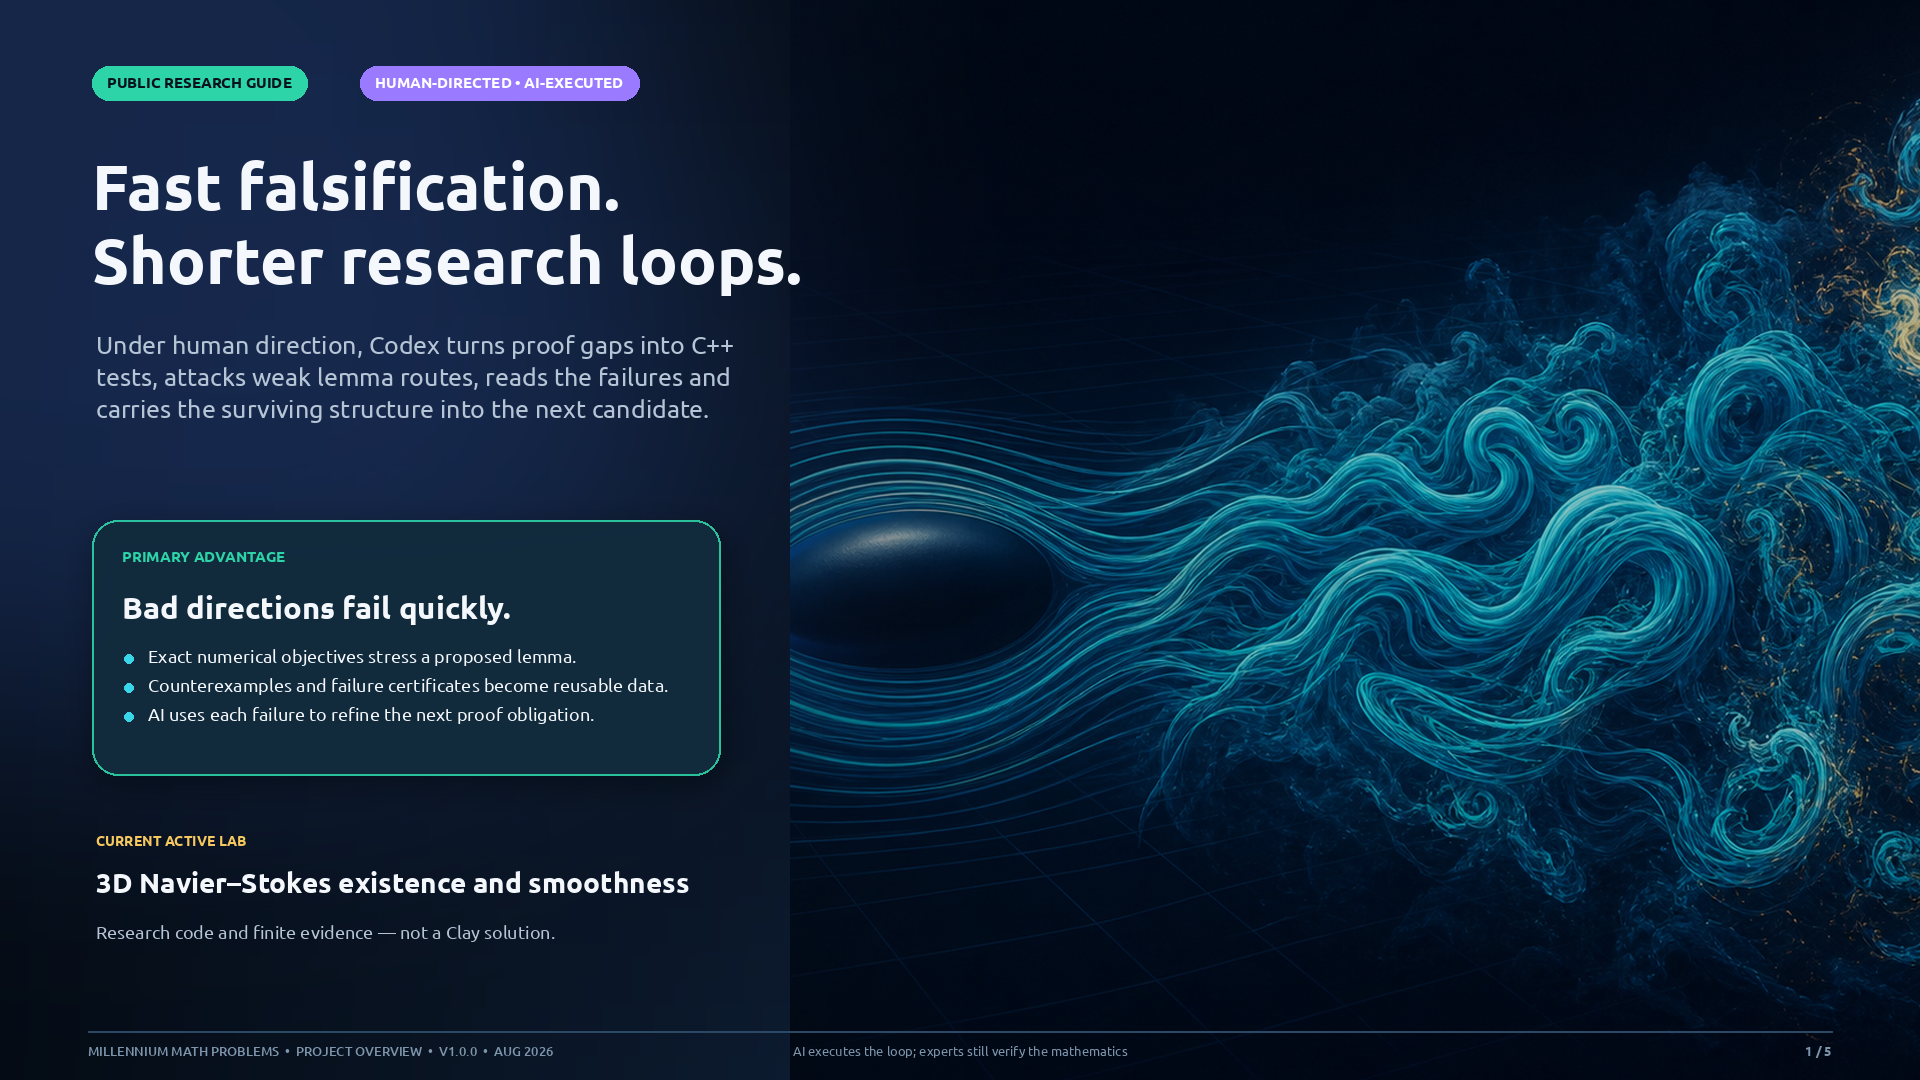 PUBLIC RESEARCH GUIDE
HUMAN-DIRECTED • AI-EXECUTED
Fast falsification.
Shorter research loops.
Under human direction, Codex turns proof gaps into C++
tests, attacks weak lemma routes, reads the failures and
carries the surviving structure into the next candidate.
PRIMARY ADVANTAGE
Bad directions fail quickly.
Exact numerical objectives stress a proposed lemma.
Counterexamples and failure certificates become reusable data.
AI uses each failure to refine the next proof obligation.
CURRENT ACTIVE LAB
3D Navier–Stokes existence and smoothness
Research code and finite evidence — not a Clay solution.
MILLENNIUM MATH PROBLEMS • PROJECT OVERVIEW • V1.0.0 • AUG 2026
AI executes the loop; experts still verify the mathematics
1 / 5